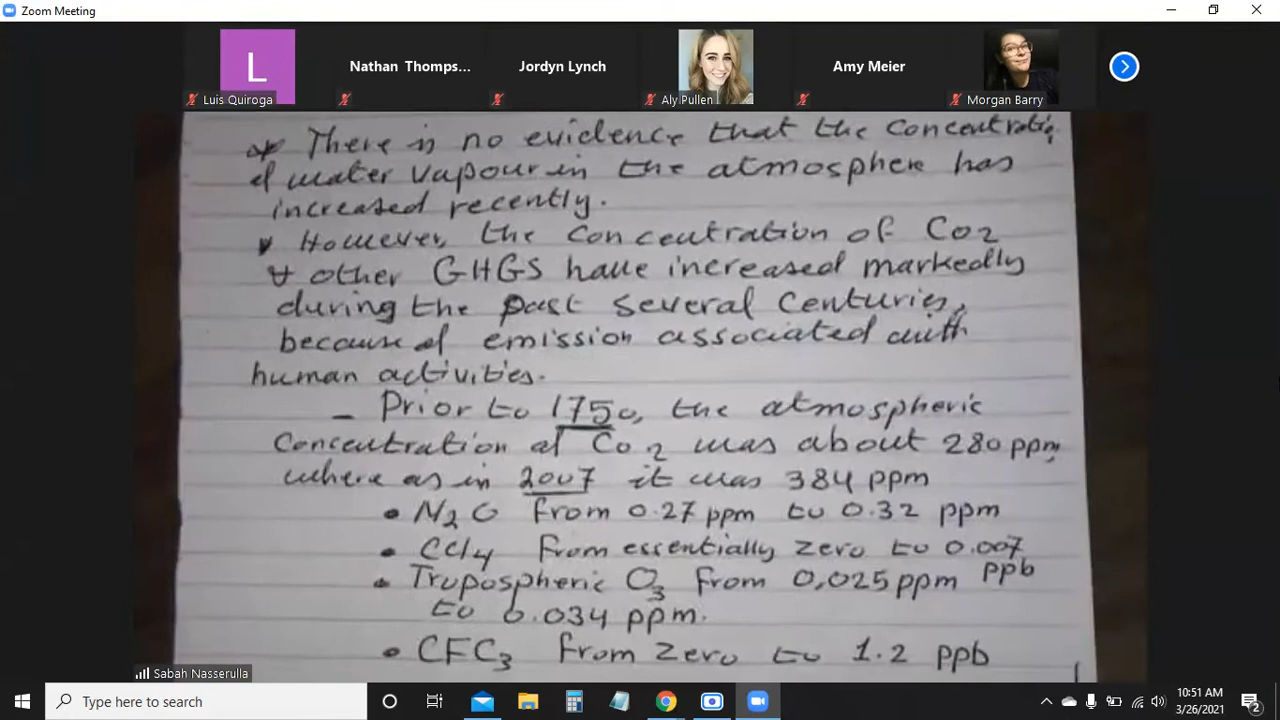 Zoom Meeting
L
Nathan Thomps...
Jordyn Lynch
Amy Meier
Luis Quiroga
Aly Pullen
Morgan Barry
There is no evidence that the concentratio
of water vapour in the atmosphere has
increased recently.
However, the concentration of CO2
other GHGS have increased markedly
during the past several centuries,
because of emission associated with
human activities.
- Prior to 1750, the atmospheric
Concentration of CO2 was about 280 ppm,
where as in 2007 it was 384 ppm
• N2O from 0.27 ppm to 0.32 ppm
• CCl4 from essentially zero to 0.007
ppb
• Tropospheric O3 from 0,025 ppm
to 0.034 ppm.
• CFC3 from zero to 1.2 ppb
Sabah Nasserulla
Type here to search
10:51 AM
3/26/2021
2